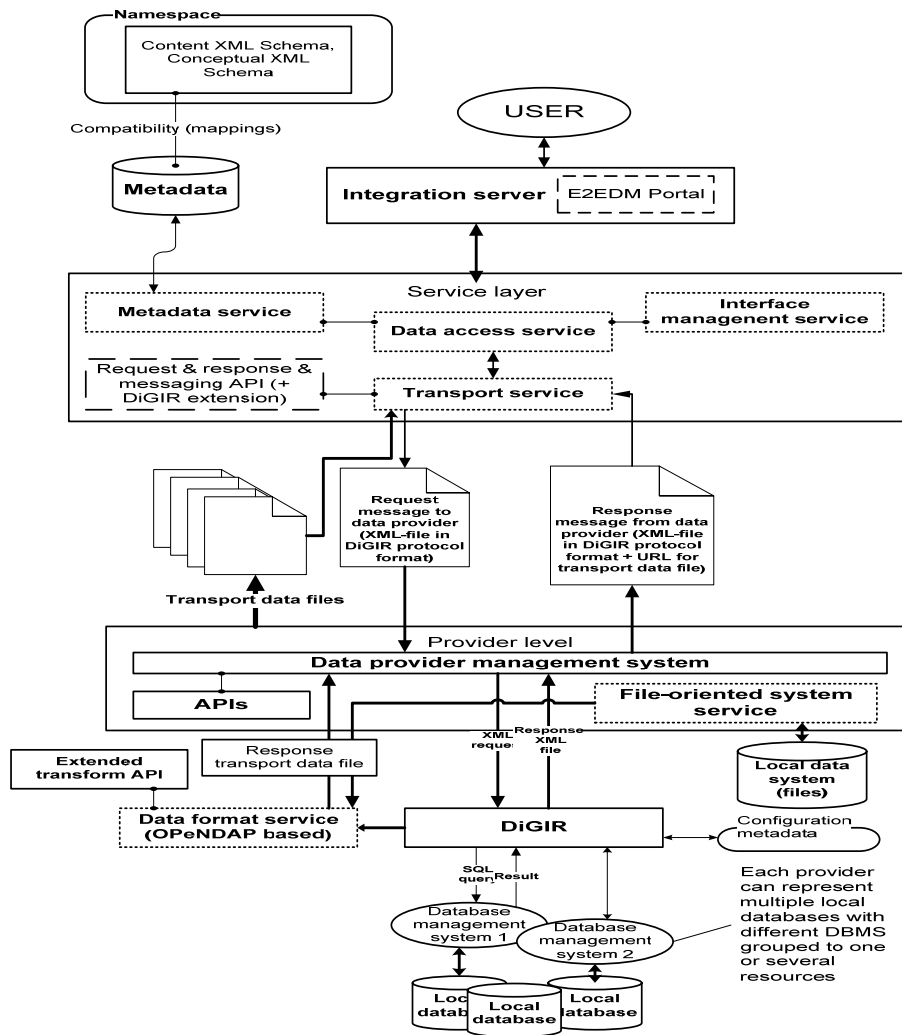 Namespace
Content XML Schema,
Conceptual XML
Schema
Compatibility (mappings)
Metadata
USER
Integration server
E2EDM Portal
Service layer
Metadata service
Data access service
Interface
management service
Request & response &
messaging API (+
DiGIR extension)
Transport service
Request
message to
data provider
(XML-file in
DiGIR protocol
format)
Response
message from data
provider (XML-file
in DiGIR protocol
format + URL for
transport data file)
Transport data files
Provider level
Data provider management system
APIs
File-oriented system
service
Response
transport data file
XML
request
Response
XML
file
Extended
transform API
Local data
system
(files)
Data format service
(OPeNDAP based)
DiGIR
Configuration
metadata
SQL
query
Result
Each provider
can represent
multiple local
databases with
different DBMS
grouped to one
or several
resources
Database
management
system 1
Database
management
system 2
Local
database
Local
database
Local
database